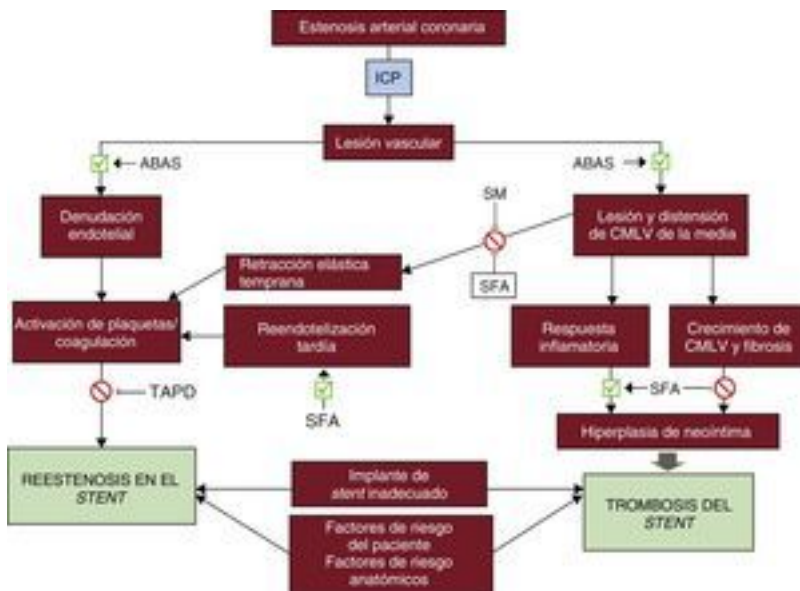 Estenosis arterial coronaria
ICP
Lesión vascular
ABAS
ABAS
Denudación
endotelial
SM
Lesión y distensión
de CMLV de la media
Retracción elástica
temprana
SFA
Activación de plaquetas/
coagulación
Reendotelización
tardía
Respuesta
inflamatoria
Crecimiento de
CMLV y fibrosis
TAPD
SFA
SFA
Hiperplasia de neoíntima
REESTENOSIS EN EL
STENT
Implante de
stent inadecuado
TROMBOSIS DEL
STENT
Factores de riesgo
del paciente
Factores de riesgo
anatómicos